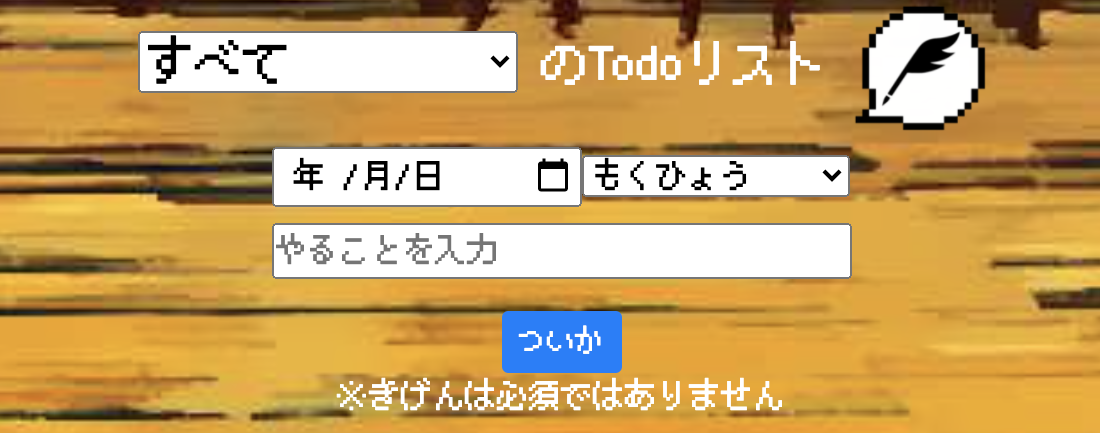 すべて のTodoリスト
年 /月/日 もくひょう
やることを入力
ついか
※きげんは必須ではありません